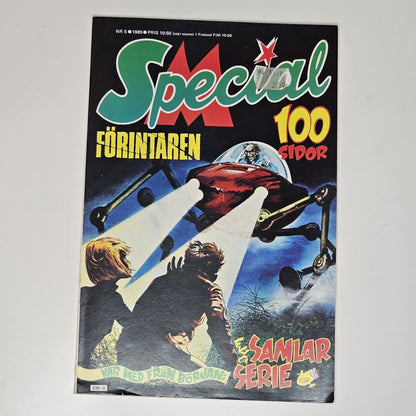 NR 5 ● 1985 ● PRIS 10:50 (inkl moms) I Finland FIM 10:50
M Special
FÖRINTAREN
100
SIDOR
FET
SAMLAR
SERIE
VAR MED FRÅN BÖRJAN!